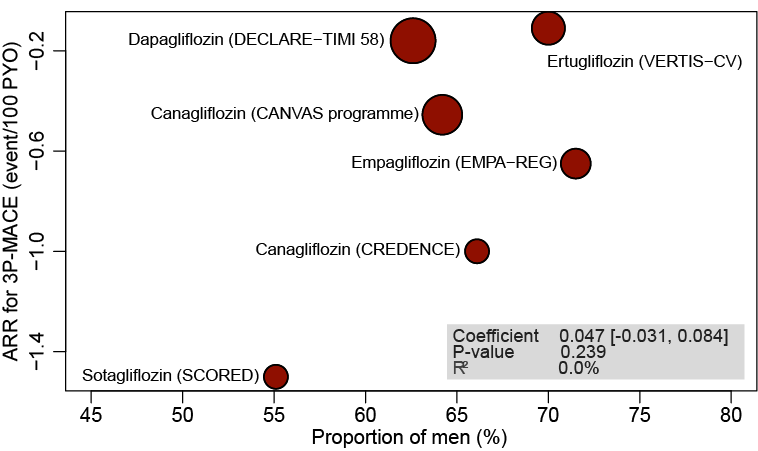 ARR for 3P-MACE (event/100 PYO)
−0.2
−0.6
−1.0
−1.4
Dapagliflozin (DECLARE−TIMI 58)
Ertugliflozin (VERTIS−CV)
Canagliflozin (CANVAS programme)
Empagliflozin (EMPA−REG)
Canagliflozin (CREDENCE)
Sotagliflozin (SCORED)
Coefficient 0.047 [-0.031, 0.084]
P-value 0.239
R² 0.0%
45 50 55 60 65 70 75 80
Proportion of men (%)